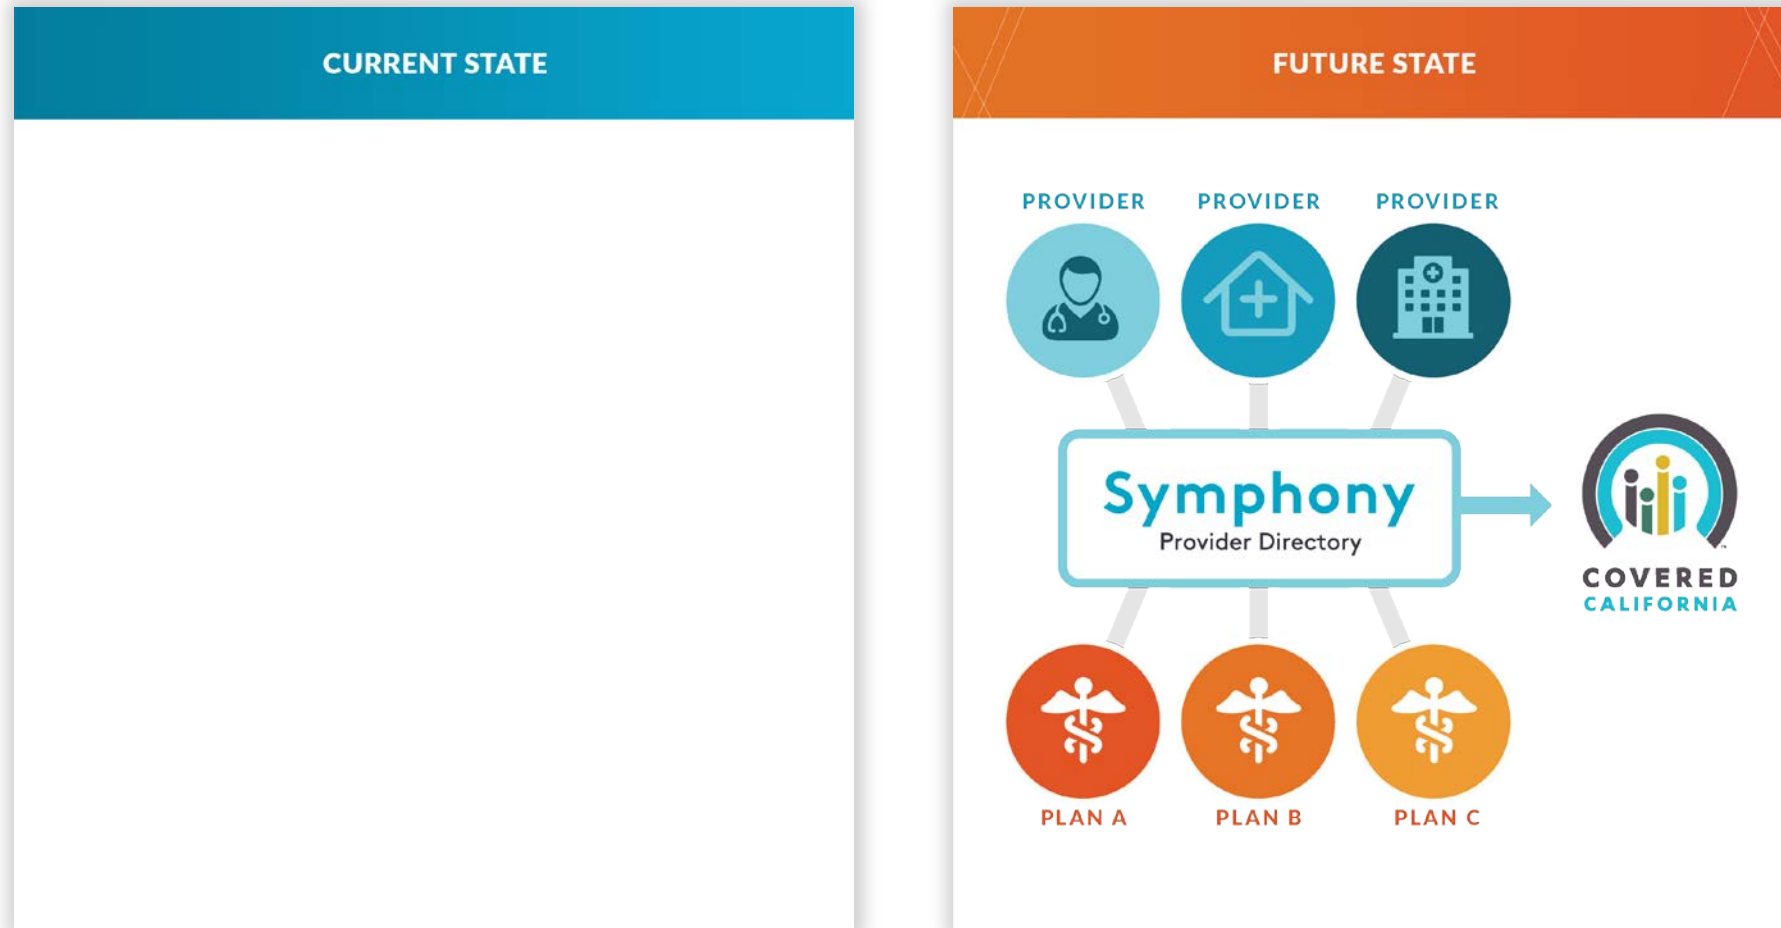 CURRENT STATE
FUTURE STATE
PROVIDER PROVIDER PROVIDER
Symphony
Provider Directory
COVERED
CALIFORNIA
PLAN A PLAN B PLAN C